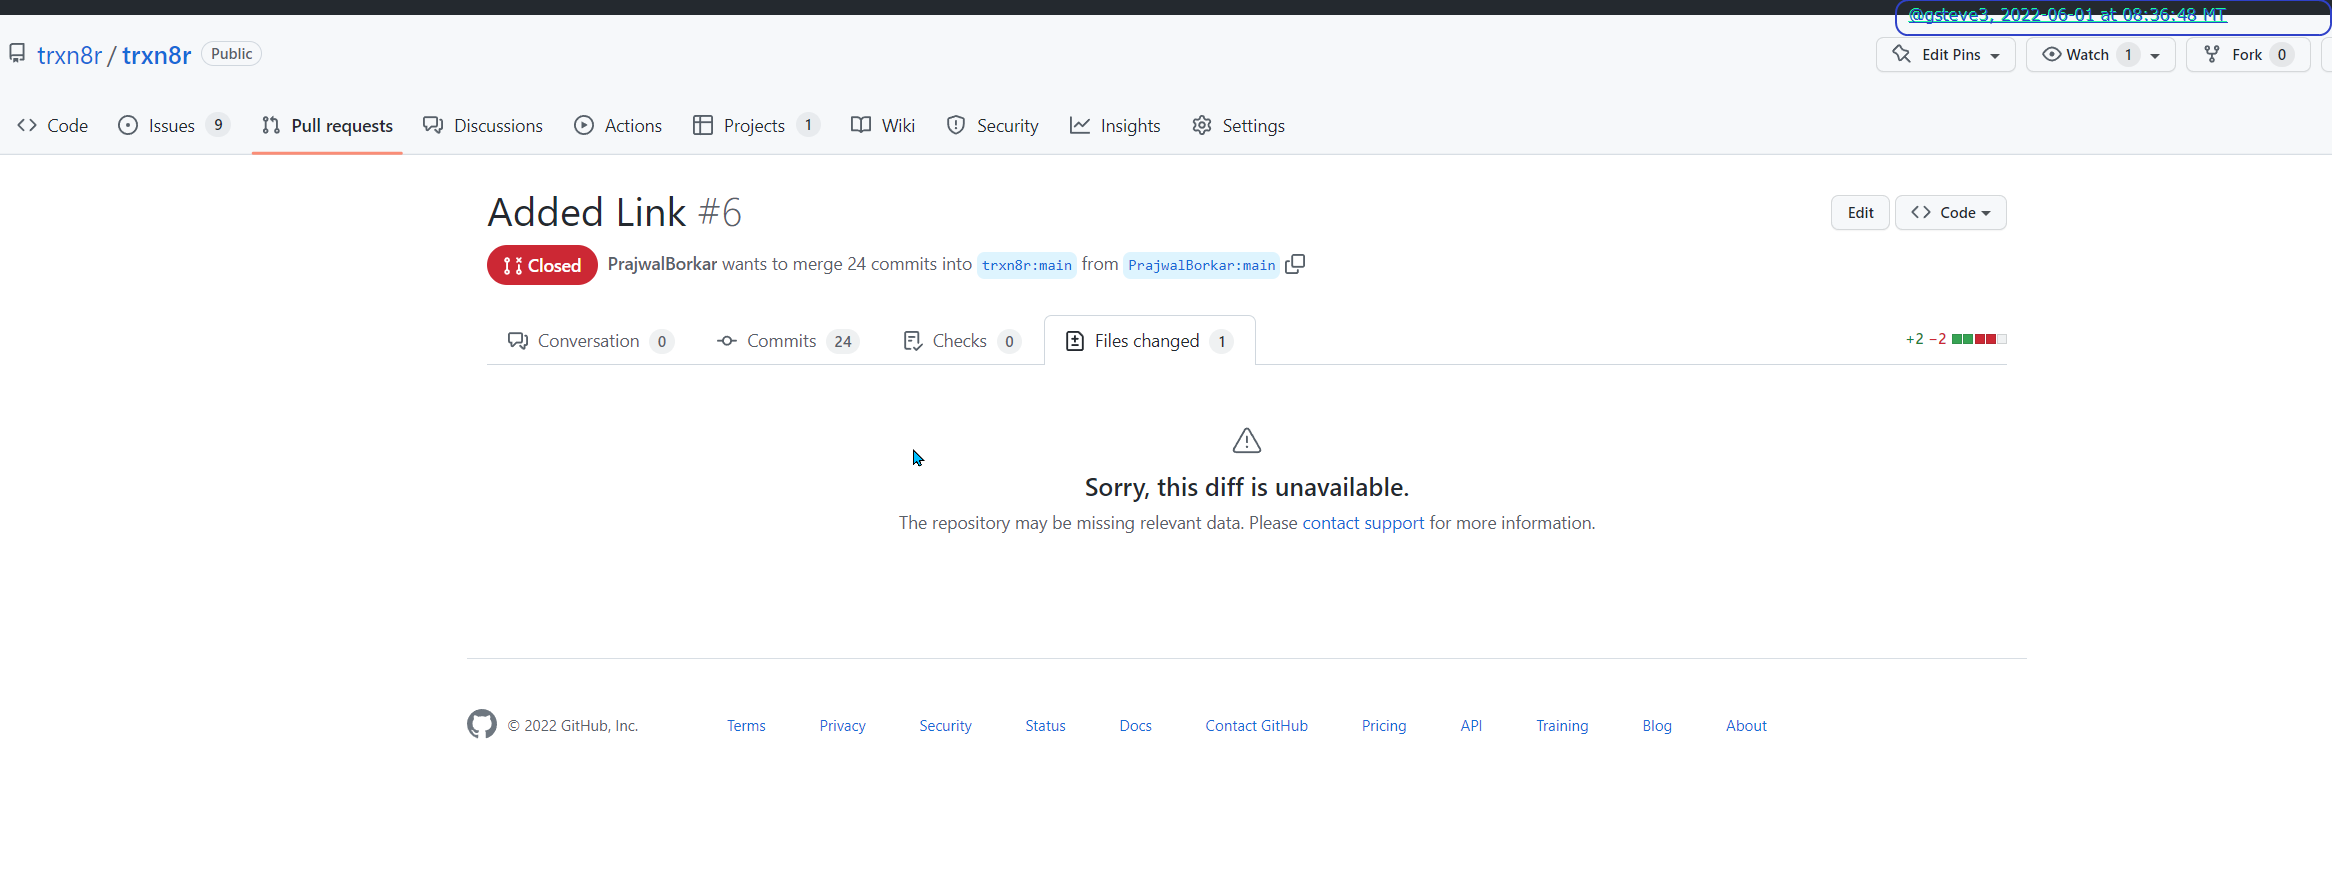 @gsteve3, 2022-06-01 at 08:36:48 MT
trxn8r / trxn8r Public
Edit Pins Watch 1 Fork 0
Code Issues 9 Pull requests Discussions Actions Projects 1 Wiki Security Insights Settings
Added Link #6
Edit Code
Closed PrajwalBorkar wants to merge 24 commits into trxn8r:main from PrajwalBorkar:main
Conversation 0 Commits 24 Checks 0 Files changed 1 +2 −2
Sorry, this diff is unavailable.
The repository may be missing relevant data. Please contact support for more information.
© 2022 GitHub, Inc. Terms Privacy Security Status Docs Contact GitHub Pricing API Training Blog About